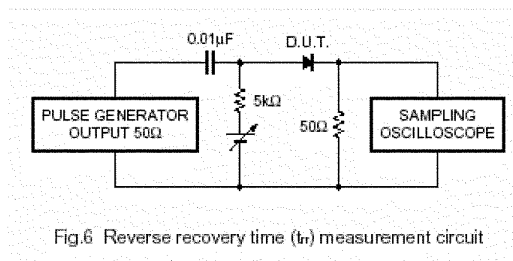 0.01μF
D.U.T.
5kΩ
PULSE GENERATOR
OUTPUT 50Ω
50Ω
SAMPLING
OSCILLOSCOPE
Fig.6 Reverse recovery time (trr) measurement circuit